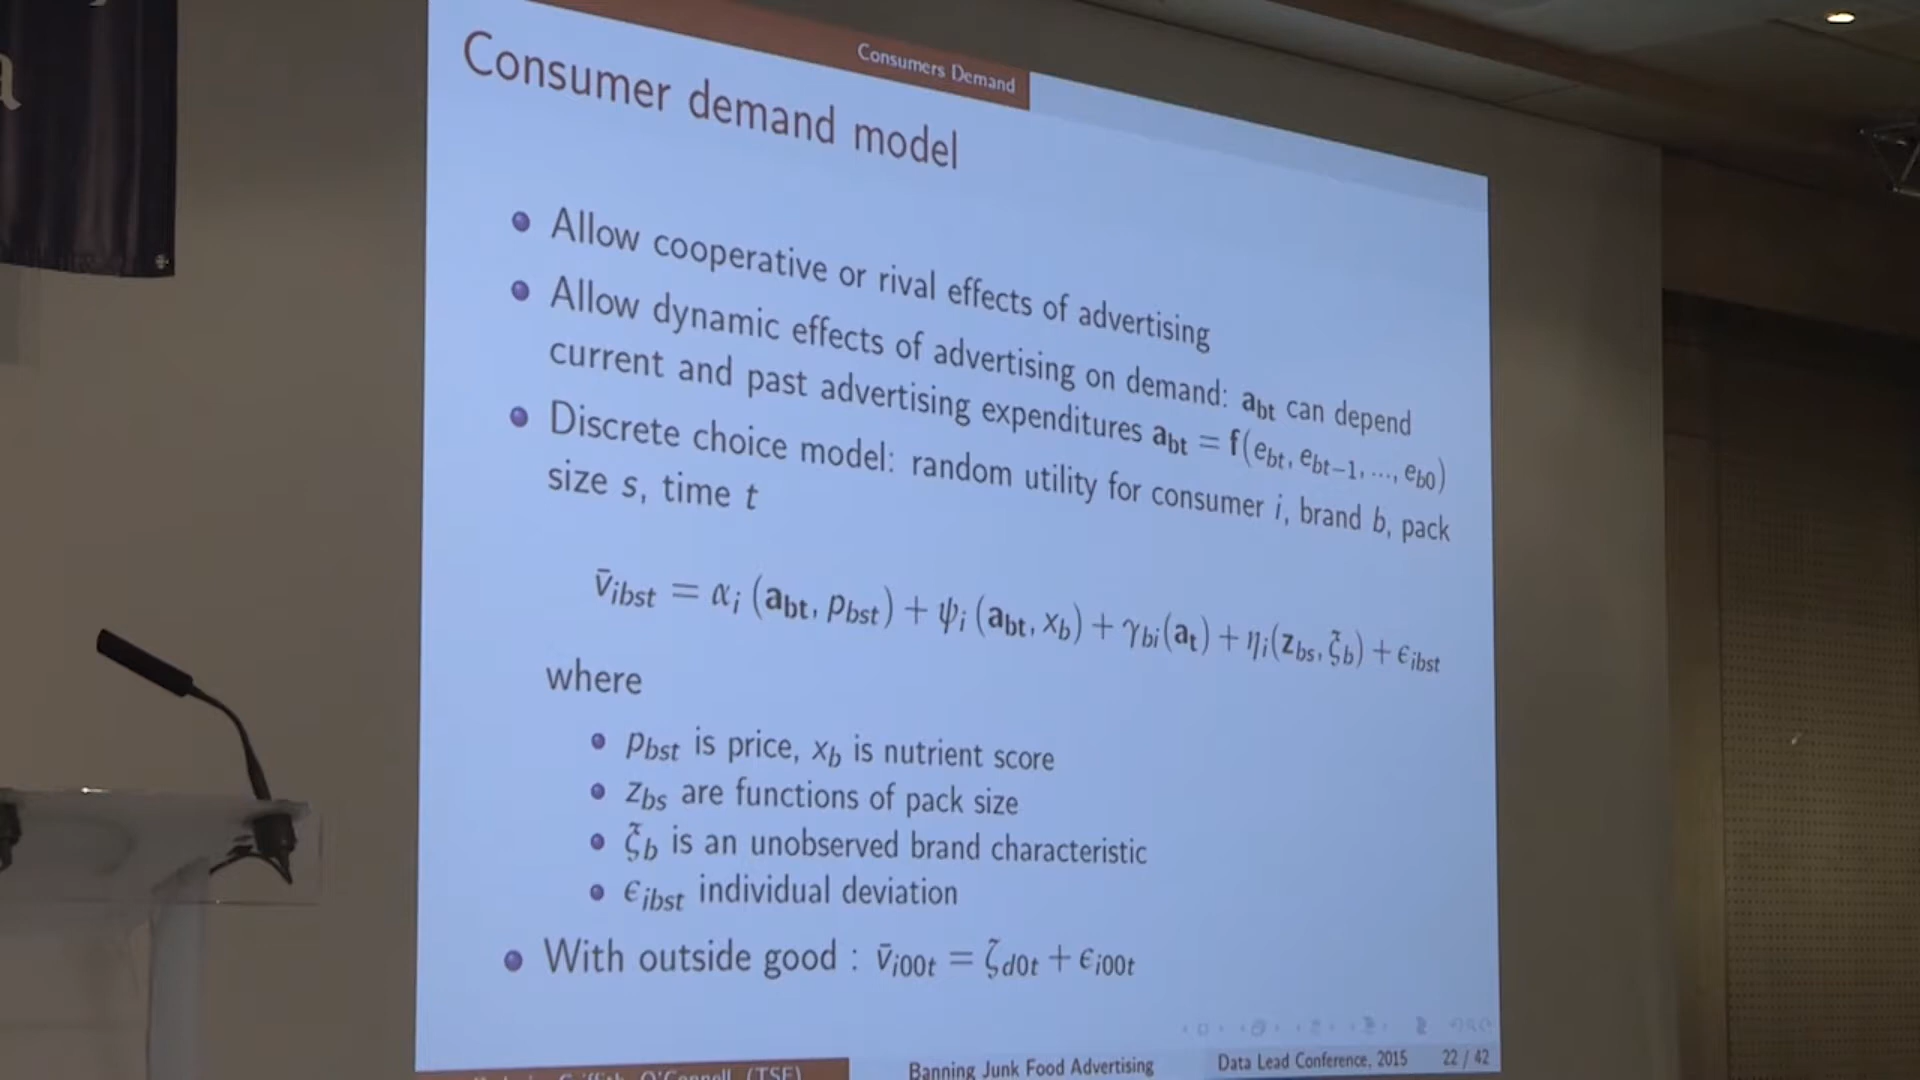 Consumers Demand
Consumer demand model
Allow cooperative or rival effects of advertising
Allow dynamic effects of advertising on demand: a_bt can depend
current and past advertising expenditures a_bt = f(e_bt, e_bt−1, ..., e_b0)
Discrete choice model: random utility for consumer i, brand b, pack
size s, time t
v̄_ibst = α_i (a_bt, p_bst) + ψ_i (a_bt, x_b) + γ_bi(a_t) + η_i(z_bs, ξ_b) + ϵ_ibst
where
p_bst is price, x_b is nutrient score
z_bs are functions of pack size
ξ_b is an unobserved brand characteristic
ϵ_ibst individual deviation
With outside good : v̄_i00t = ζ_d0t + ϵ_i00t
O'Connell (TSE)
Banning Junk Food Advertising
Data Lead Conference, 2015
22 / 42